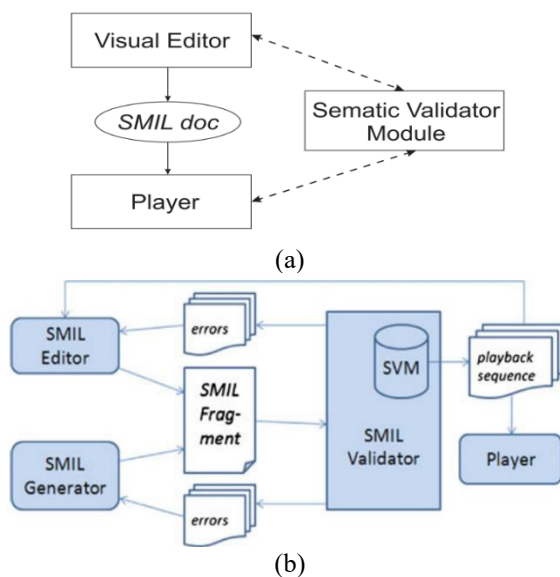 Visual Editor
SMIL doc
Sematic Validator
Module
Player
(a)
SMIL
Editor
errors
SMIL
Frag-
ment
SVM
playback
sequence
SMIL
Generator
errors
SMIL
Validator
Player
(b)